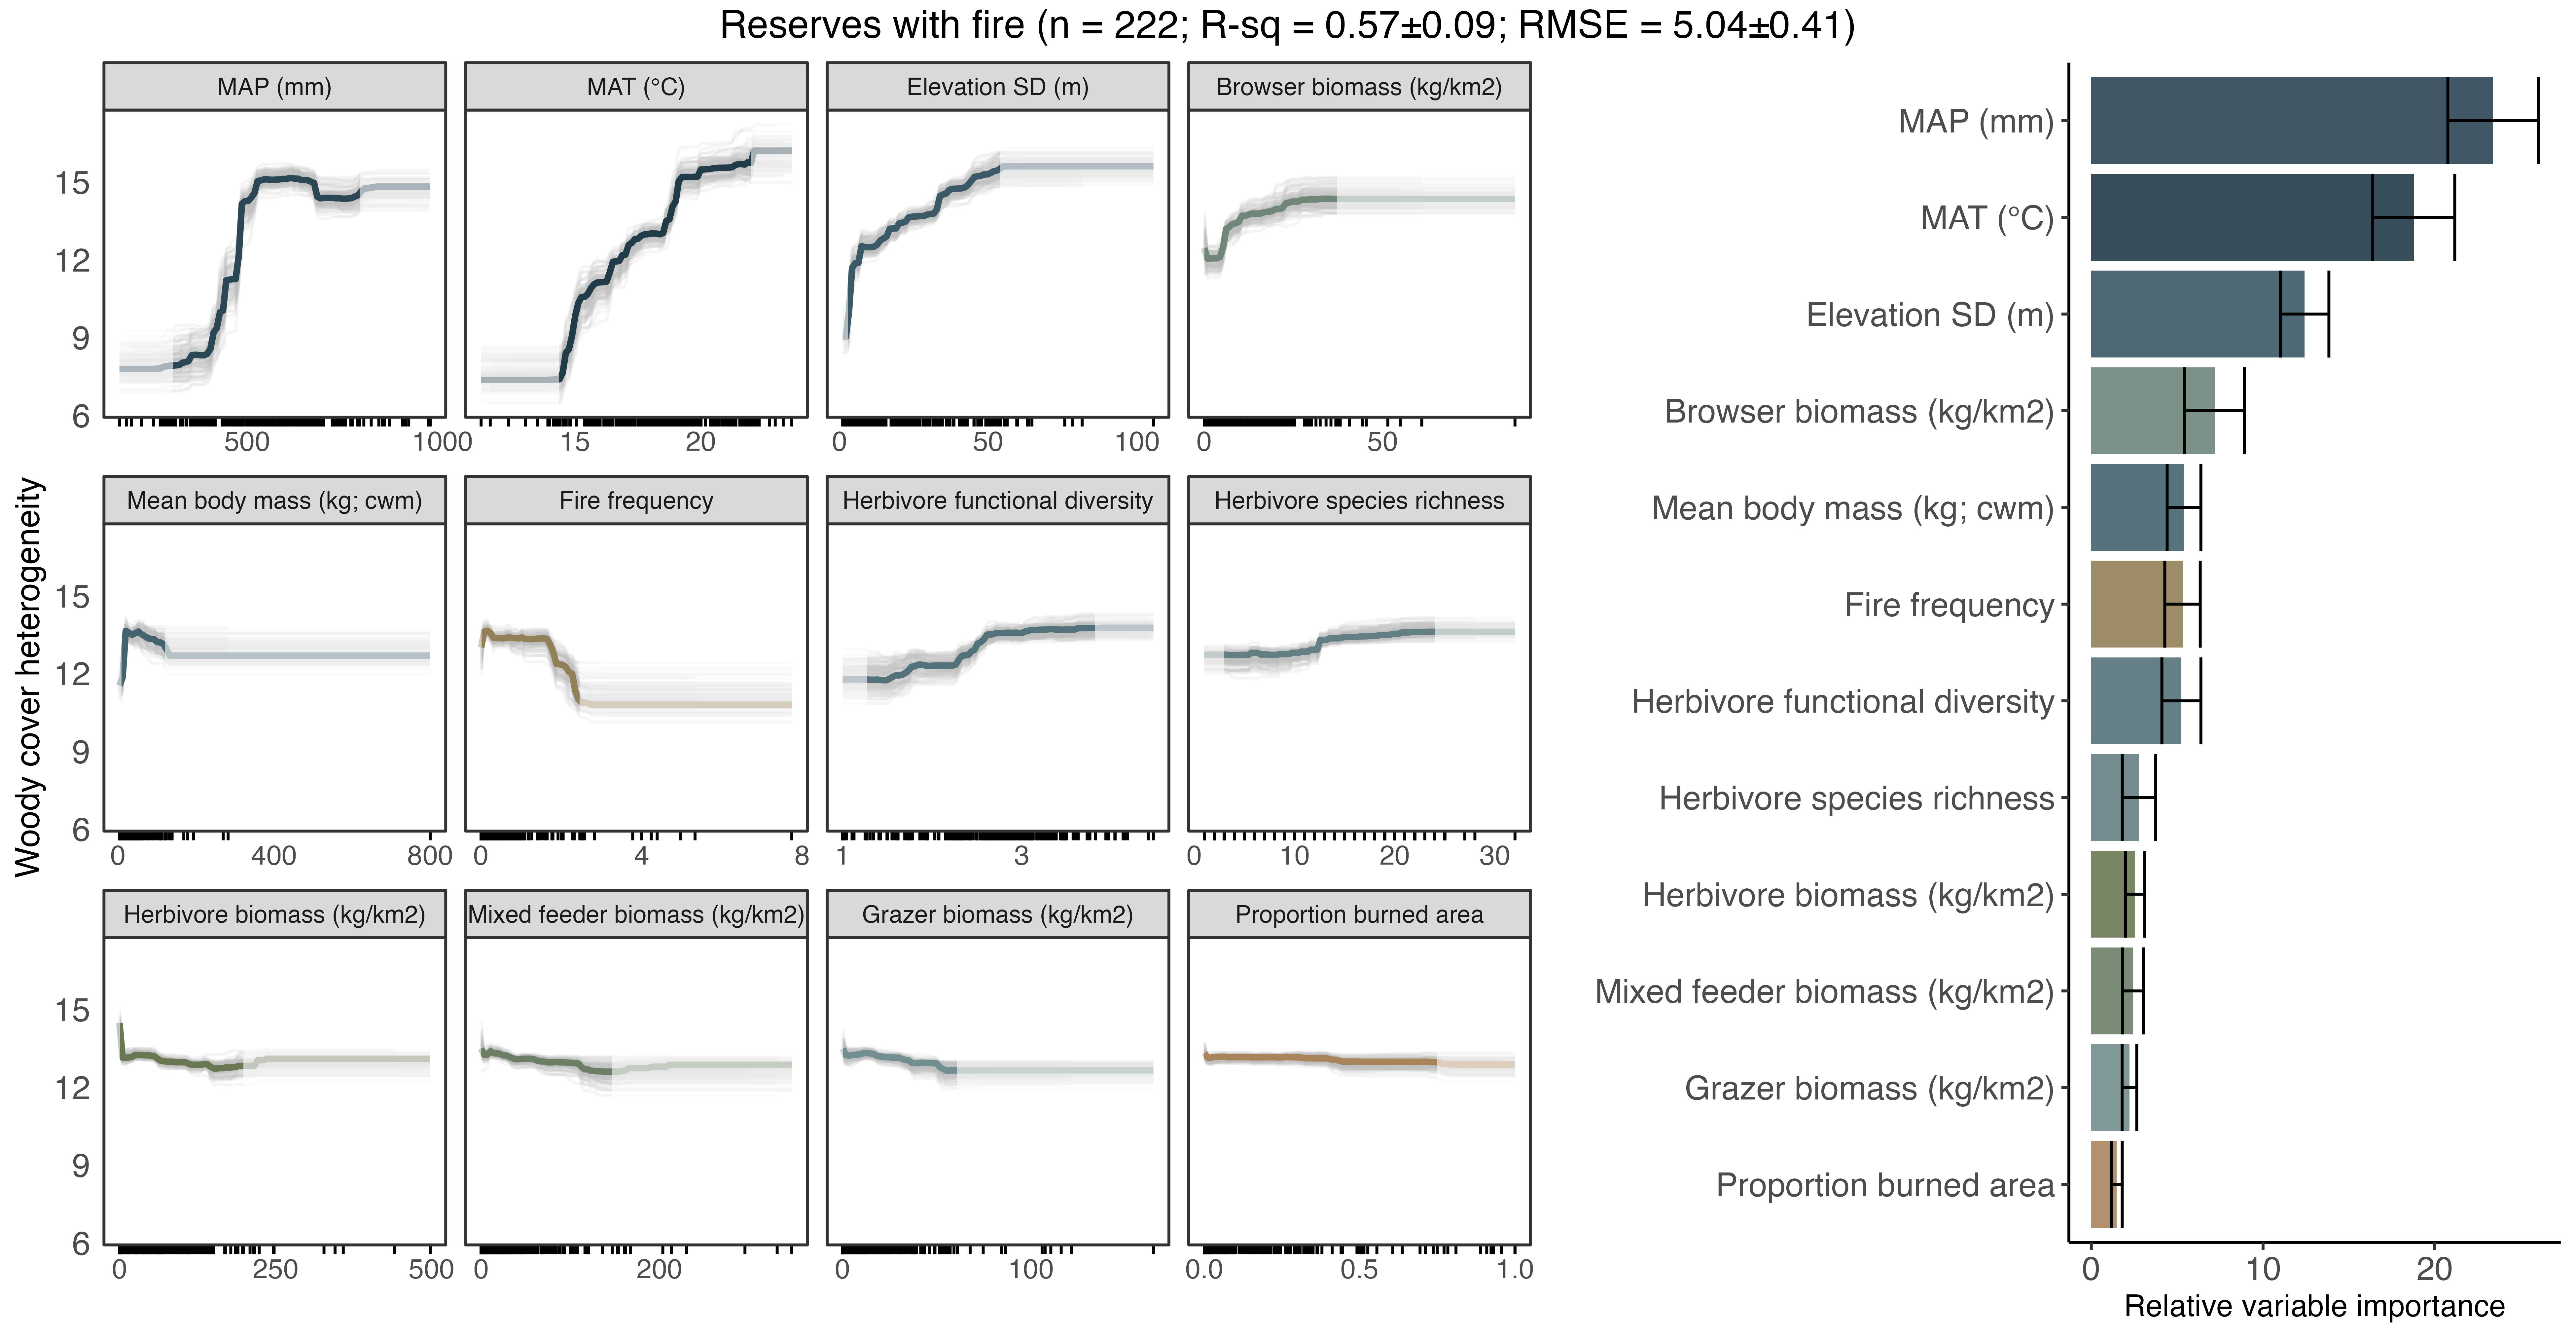 Reserves with fire (n = 222; R-sq = 0.57±0.09; RMSE = 5.04±0.41)
MAP (mm)
MAT (°C)
Elevation SD (m)
Browser biomass (kg/km2)
15
12
9
6
500
1000
15
20
0
50
100
0
50
Woody cover heterogeneity
Mean body mass (kg; cwm)
Fire frequency
Herbivore functional diversity
Herbivore species richness
15
12
9
6
0
400
800
0
4
8
1
3
0
10
20
30
Herbivore biomass (kg/km2)
Mixed feeder biomass (kg/km2)
Grazer biomass (kg/km2)
Proportion burned area
15
12
9
6
0
250
500
0
200
0
100
0.0
0.5
1.0
MAP (mm)
MAT (°C)
Elevation SD (m)
Browser biomass (kg/km2)
Mean body mass (kg; cwm)
Fire frequency
Herbivore functional diversity
Herbivore species richness
Herbivore biomass (kg/km2)
Mixed feeder biomass (kg/km2)
Grazer biomass (kg/km2)
Proportion burned area
0
10
20
Relative variable importance